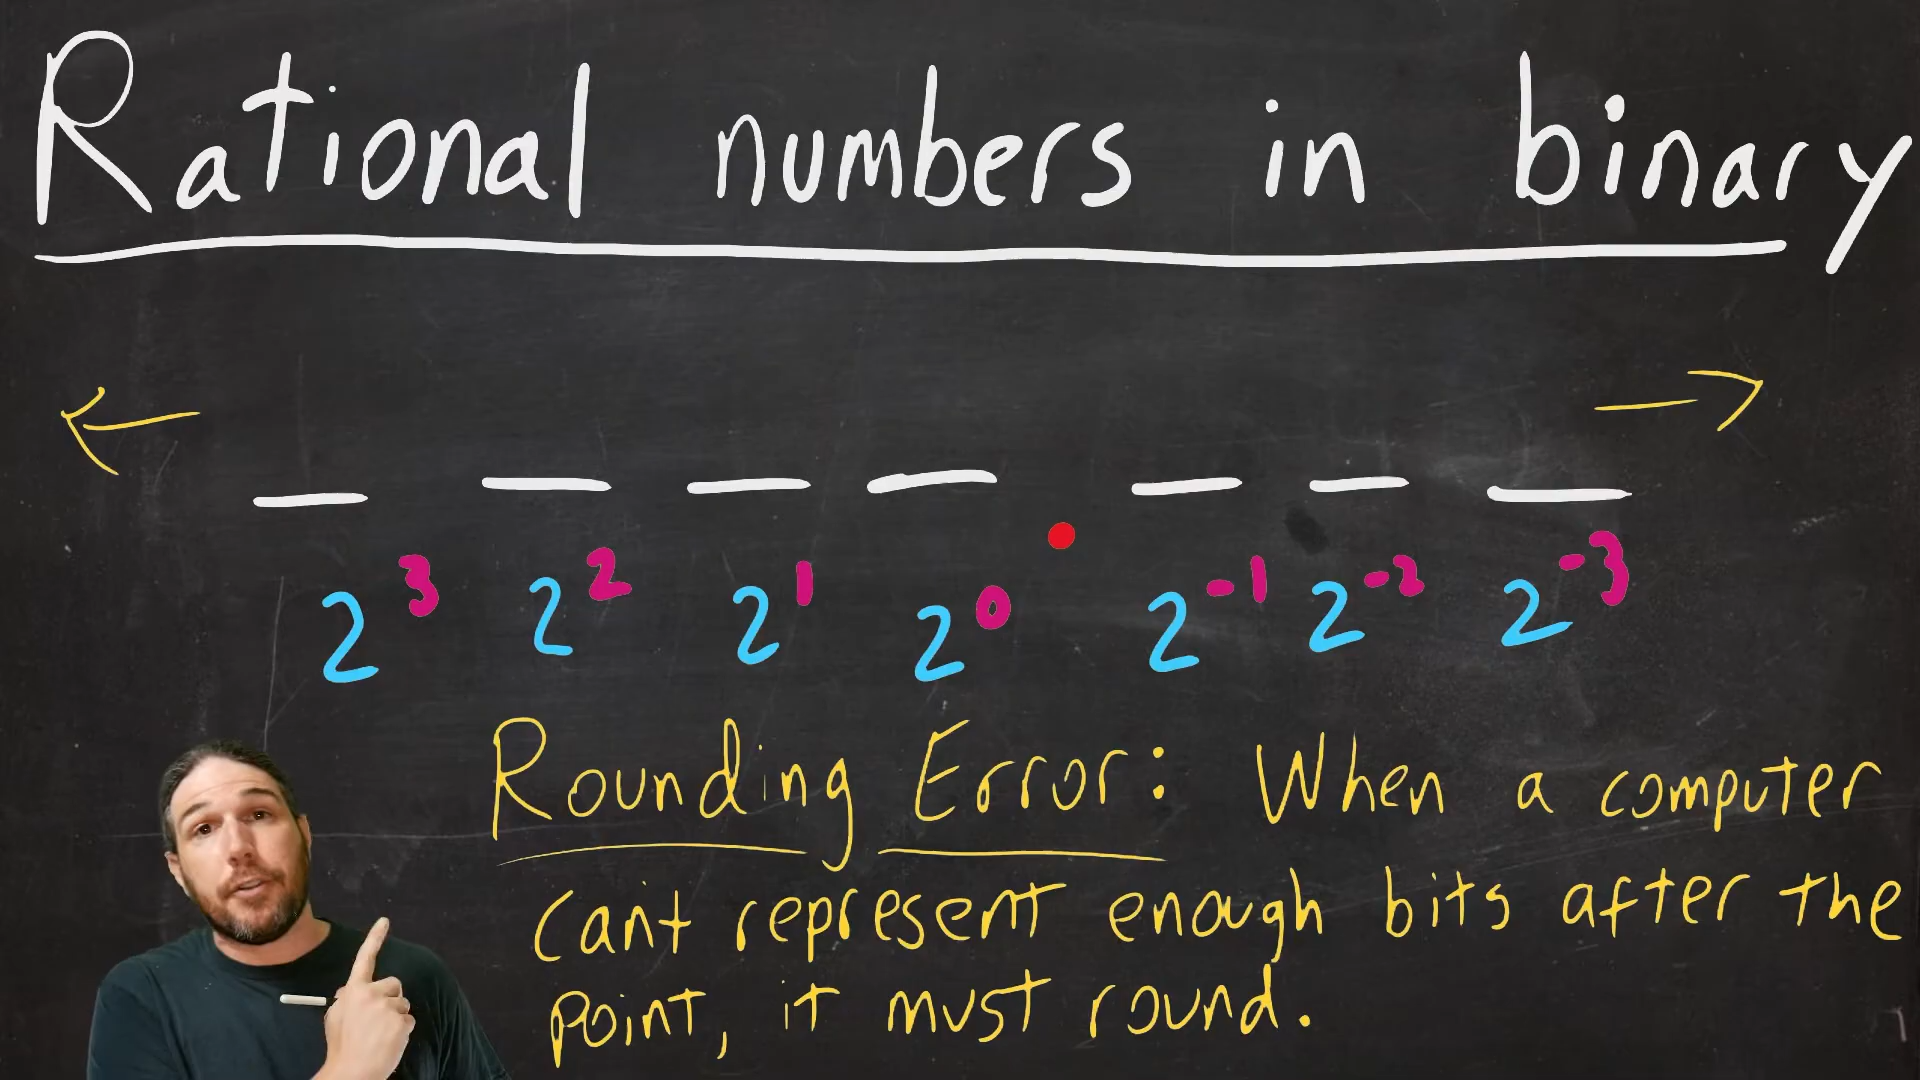 Rational numbers in binary
2³ 2² 2¹ 2⁰ . 2⁻¹ 2⁻² 2⁻³
Rounding Error: When a computer
can't represent enough bits after the
point, it must round.